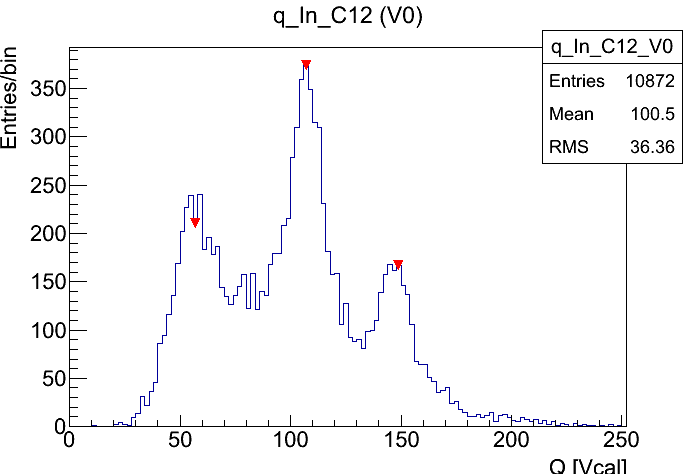 q_In_C12 (V0)
q_In_C12_V0
Entries 10872
Mean 100.5
RMS 36.36
Entries/bin
350
300
250
200
150
100
50
0
0 50 100 150 200 250
Q [Vcal]